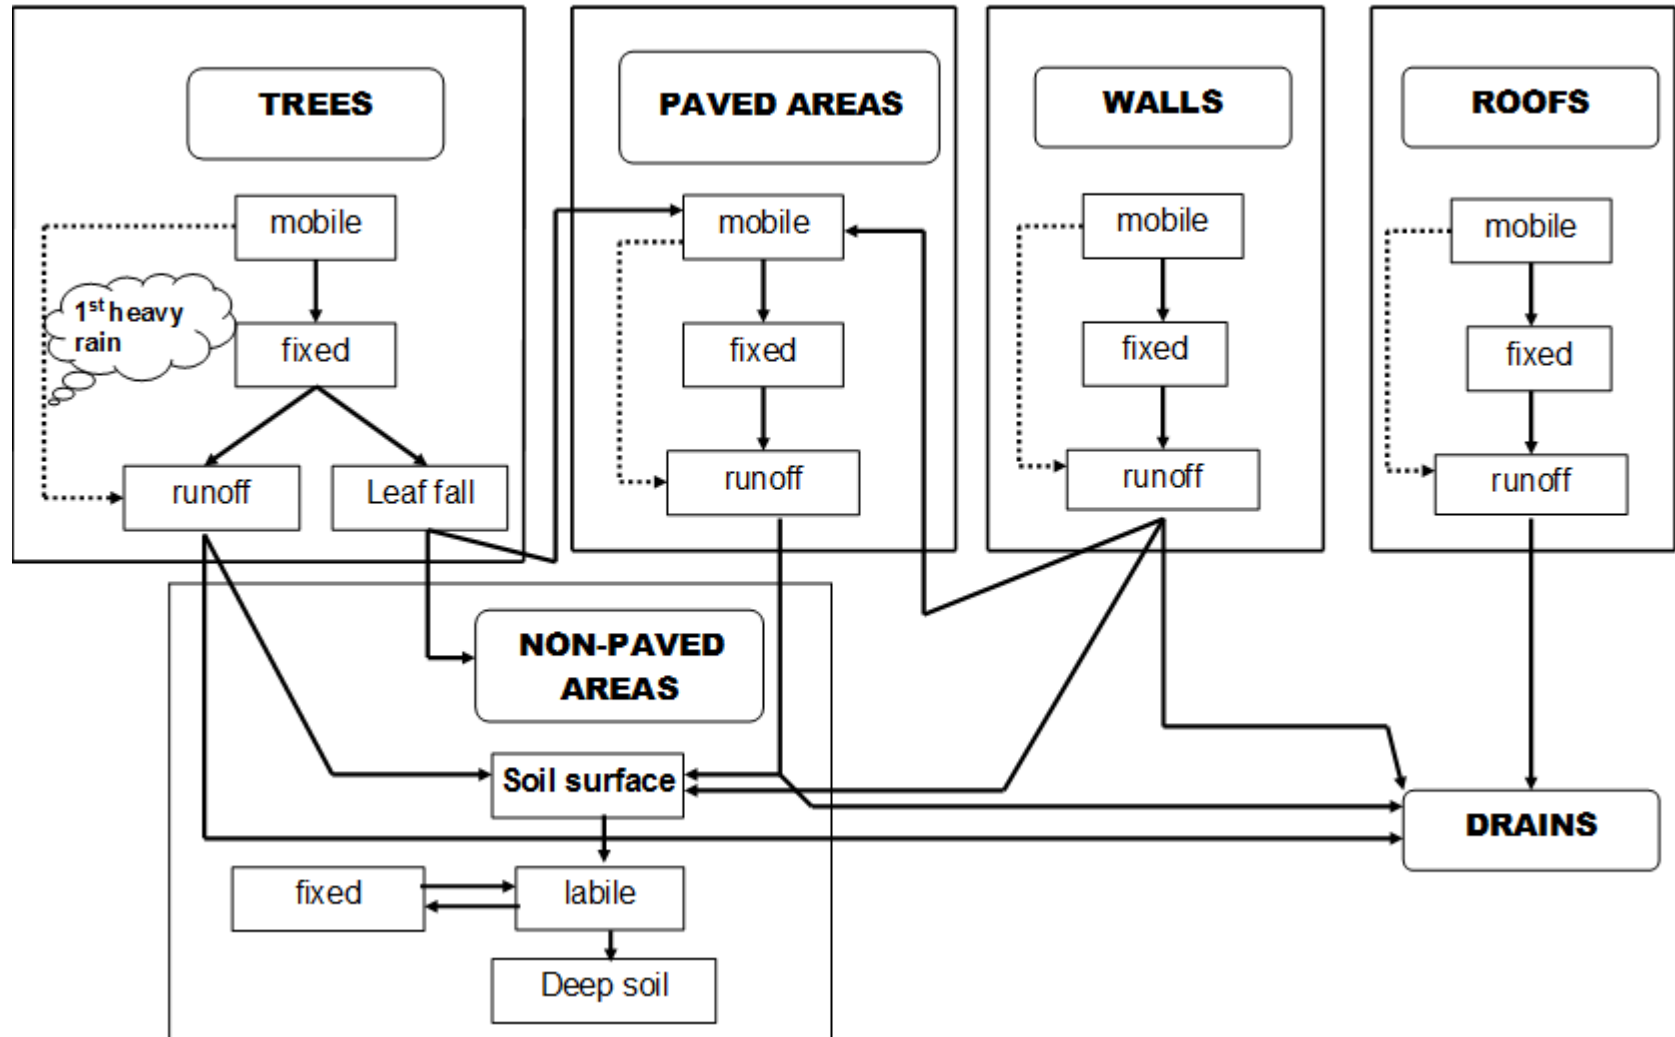 TREES
PAVED AREAS
WALLS
ROOFS
mobile
mobile
mobile
mobile
1st heavy
rain
fixed
fixed
fixed
fixed
runoff
Leaf fall
runoff
runoff
runoff
NON-PAVED
AREAS
Soil surface
DRAINS
fixed
labile
Deep soil